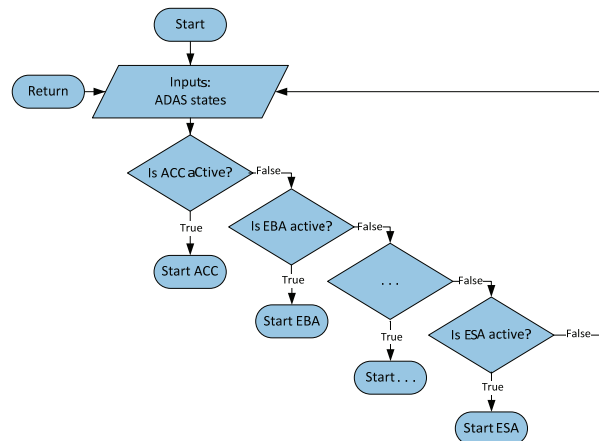 Start
Return
Inputs:
ADAS states
Is ACC aCtive?
False
True
Is EBA active?
False
Start ACC
True
. . .
False
Start EBA
True
Is ESA active?
False
Start . . .
True
Start ESA